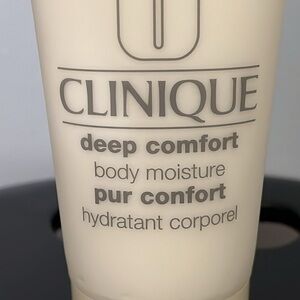 CLINIQUE
deep comfort
body moisture
pur confort
hydratant corporel